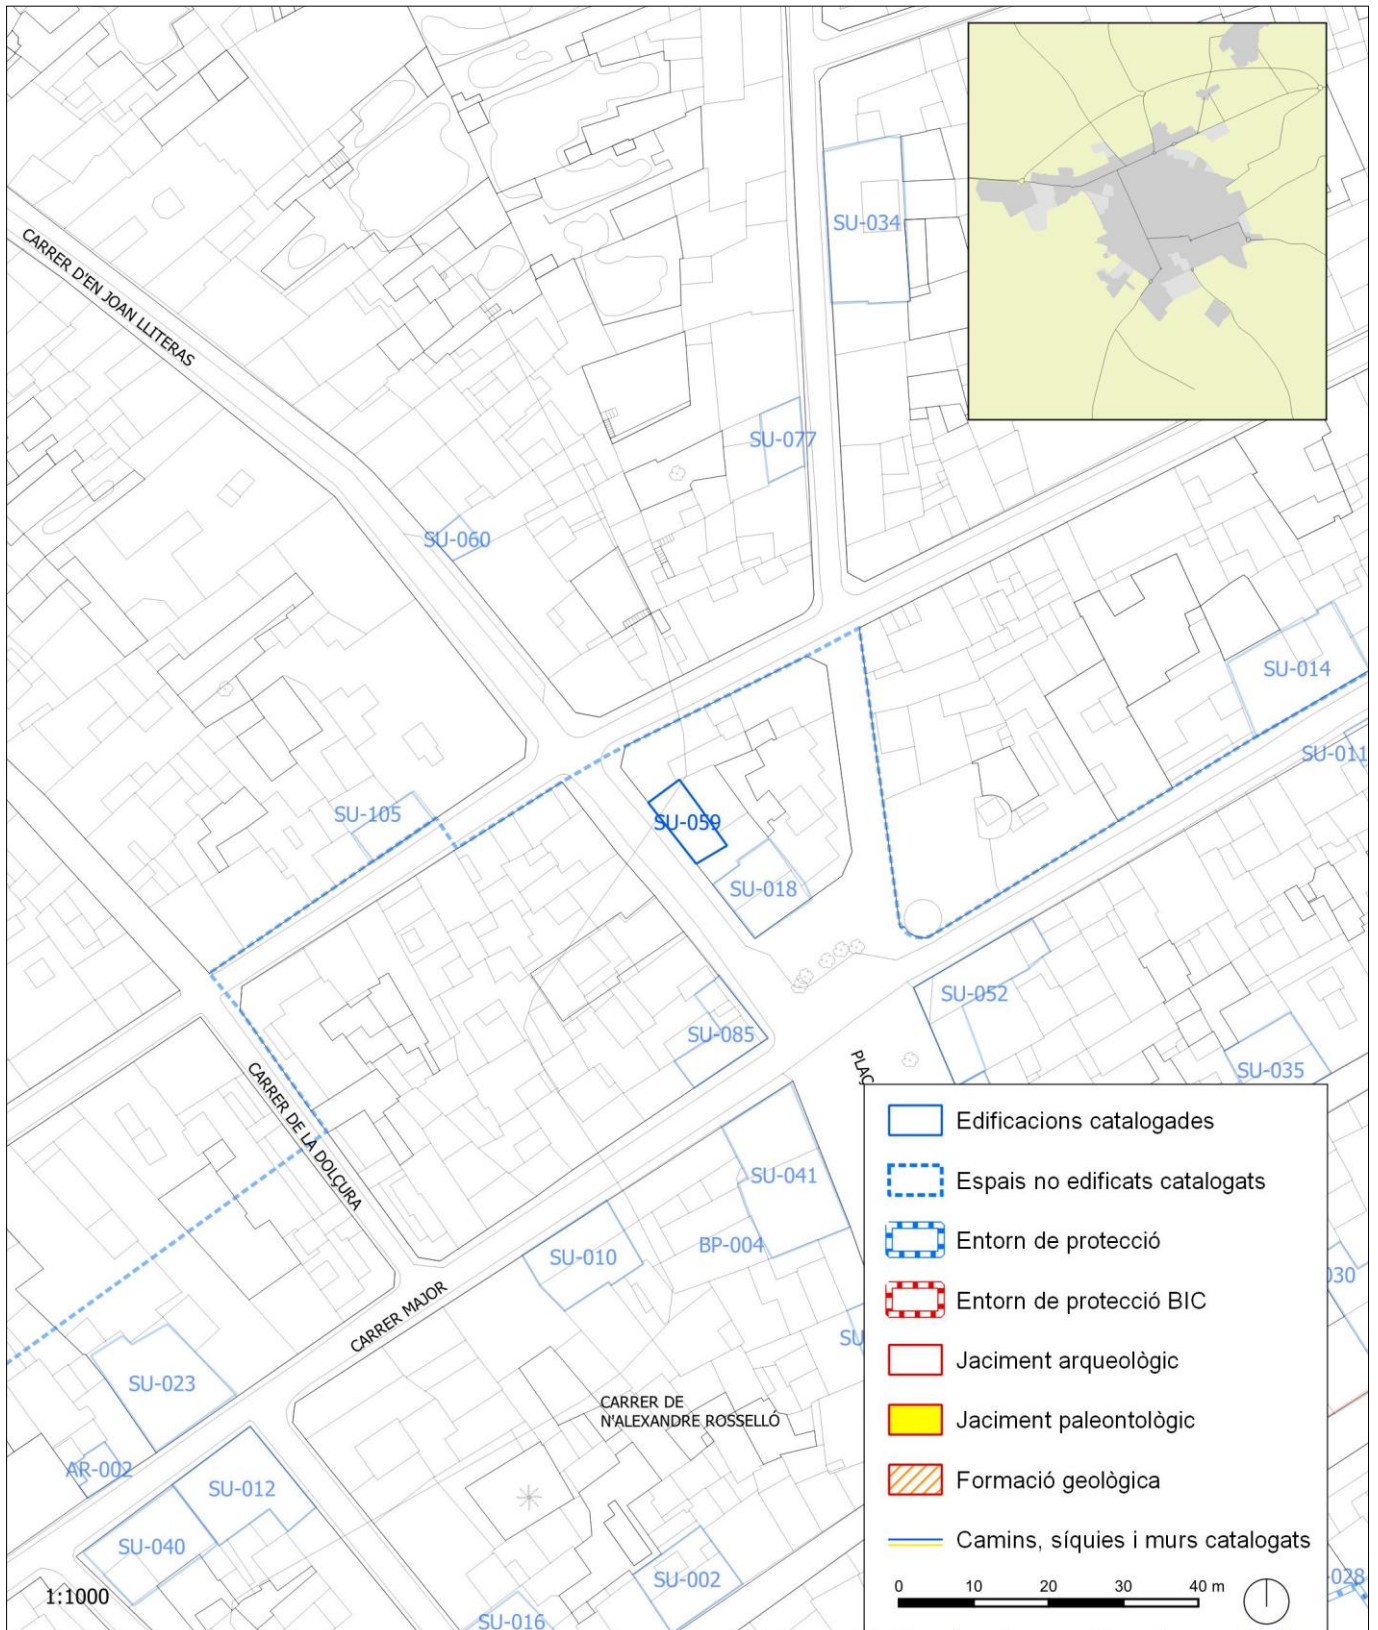 SU-034
CARRER D'EN JOAN LLITERAS
SU-077
SU-060
SU-014
SU-011
SU-105
SU-059
SU-018
SU-052
SU-085
PLAÇ
SU-035
CARRER DE LA DOLÇURA
SU-041
BP-004
SU-010
030
CARRER MAJOR
SU
SU-023
CARRER DE
N'ALEXANDRE ROSSELLÓ
AR-002
SU-012
SU-040
SU-002
028
1:1000
SU-016
Edificacions catalogades
Espais no edificats catalogats
Entorn de protecció
Entorn de protecció BIC
Jaciment arqueològic
Jaciment paleontològic
Formació geològica
Camins, síquies i murs catalogats
0 10 20 30 40 m